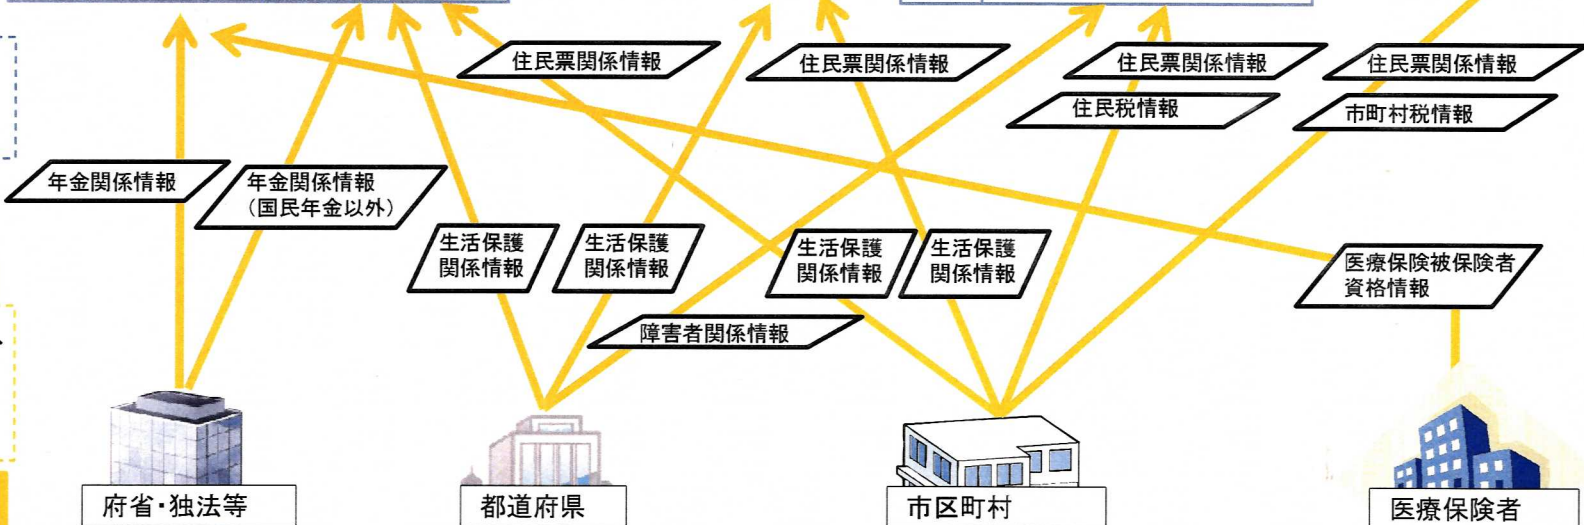 住民票関係情報
住民票関係情報
住民票関係情報
住民票関係情報
住民税情報
市町村税情報
年金関係情報
年金関係情報
（国民年金以外）
生活保護
関係情報
生活保護
関係情報
生活保護
関係情報
生活保護
関係情報
医療保険被保険者
資格情報
障害者関係情報
府省・独法等
都道府県
市区町村
医療保険者